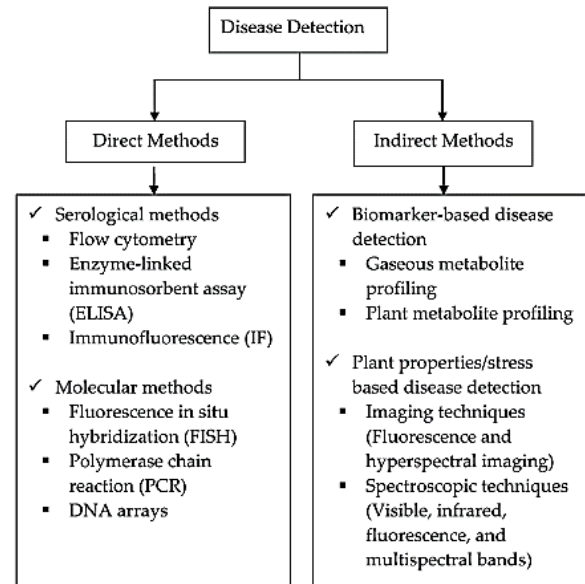 Disease Detection
Direct Methods
Indirect Methods
✓ Serological methods
▪ Flow cytometry
▪ Enzyme-linked
immunosorbent assay
(ELISA)
▪ Immunofluorescence (IF)
✓ Molecular methods
▪ Fluorescence in situ
hybridization (FISH)
▪ Polymerase chain
reaction (PCR)
▪ DNA arrays
✓ Biomarker-based disease
detection
▪ Gaseous metabolite
profiling
▪ Plant metabolite profiling
✓ Plant properties/stress
based disease detection
▪ Imaging techniques
(Fluorescence and
hyperspectral imaging)
▪ Spectroscopic techniques
(Visible, infrared,
fluorescence, and
multispectral bands)